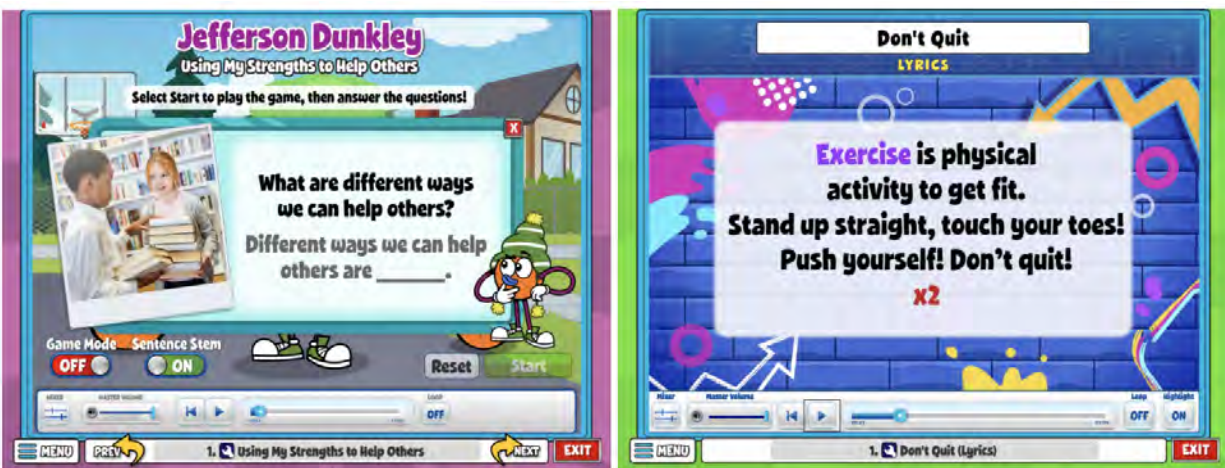 Jefferson Dunkley
Using My Strengths to Help Others
Select Start to play the game, then answer the questions!
X
What are different ways
we can help others?
Different ways we can help
others are ______.
Game Mode
Sentence Stem
OFF
ON
Reset
Start
MIXER
MASTER VOLUME
LOOP
OFF
MENU
PREV
1. Using My Strengths to Help Others
NEXT
EXIT
Don't Quit
LYRICS
Exercise is physical
activity to get fit.
Stand up straight, touch your toes!
Push yourself! Don't quit!
x2
Mixer
Master Volume
Loop
Highlight
OFF
ON
MENU
1. Don't Quit (Lyrics)
EXIT